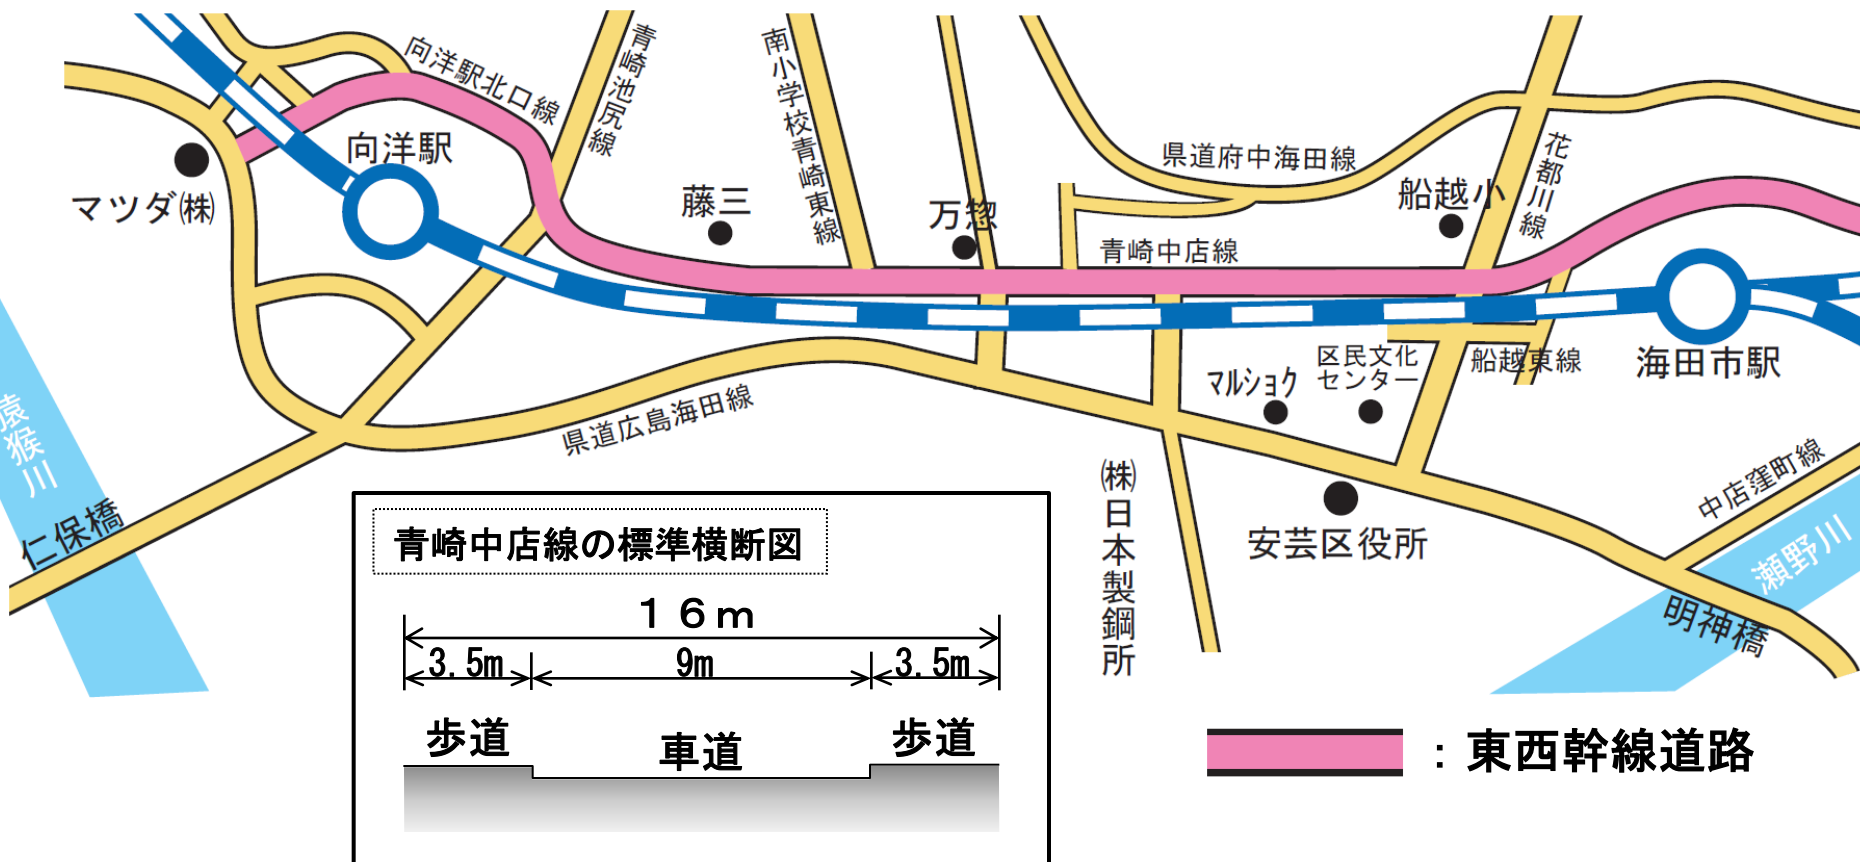 向洋駅北口線
青崎池尻線
南小学校青崎東線
向洋駅
マツダ㈱
藤三
万惣
県道府中海田線
船越小
花都川線
青崎中店線
区民文化
センター
マルショク
船越東線
海田市駅
猿猴川
仁保橋
県道広島海田線
㈱日本製鋼所
安芸区役所
中店窪町線
瀬野川
明神橋
青崎中店線の標準横断図
16m
3.5m
9m
3.5m
歩道
車道
歩道
：東西幹線道路